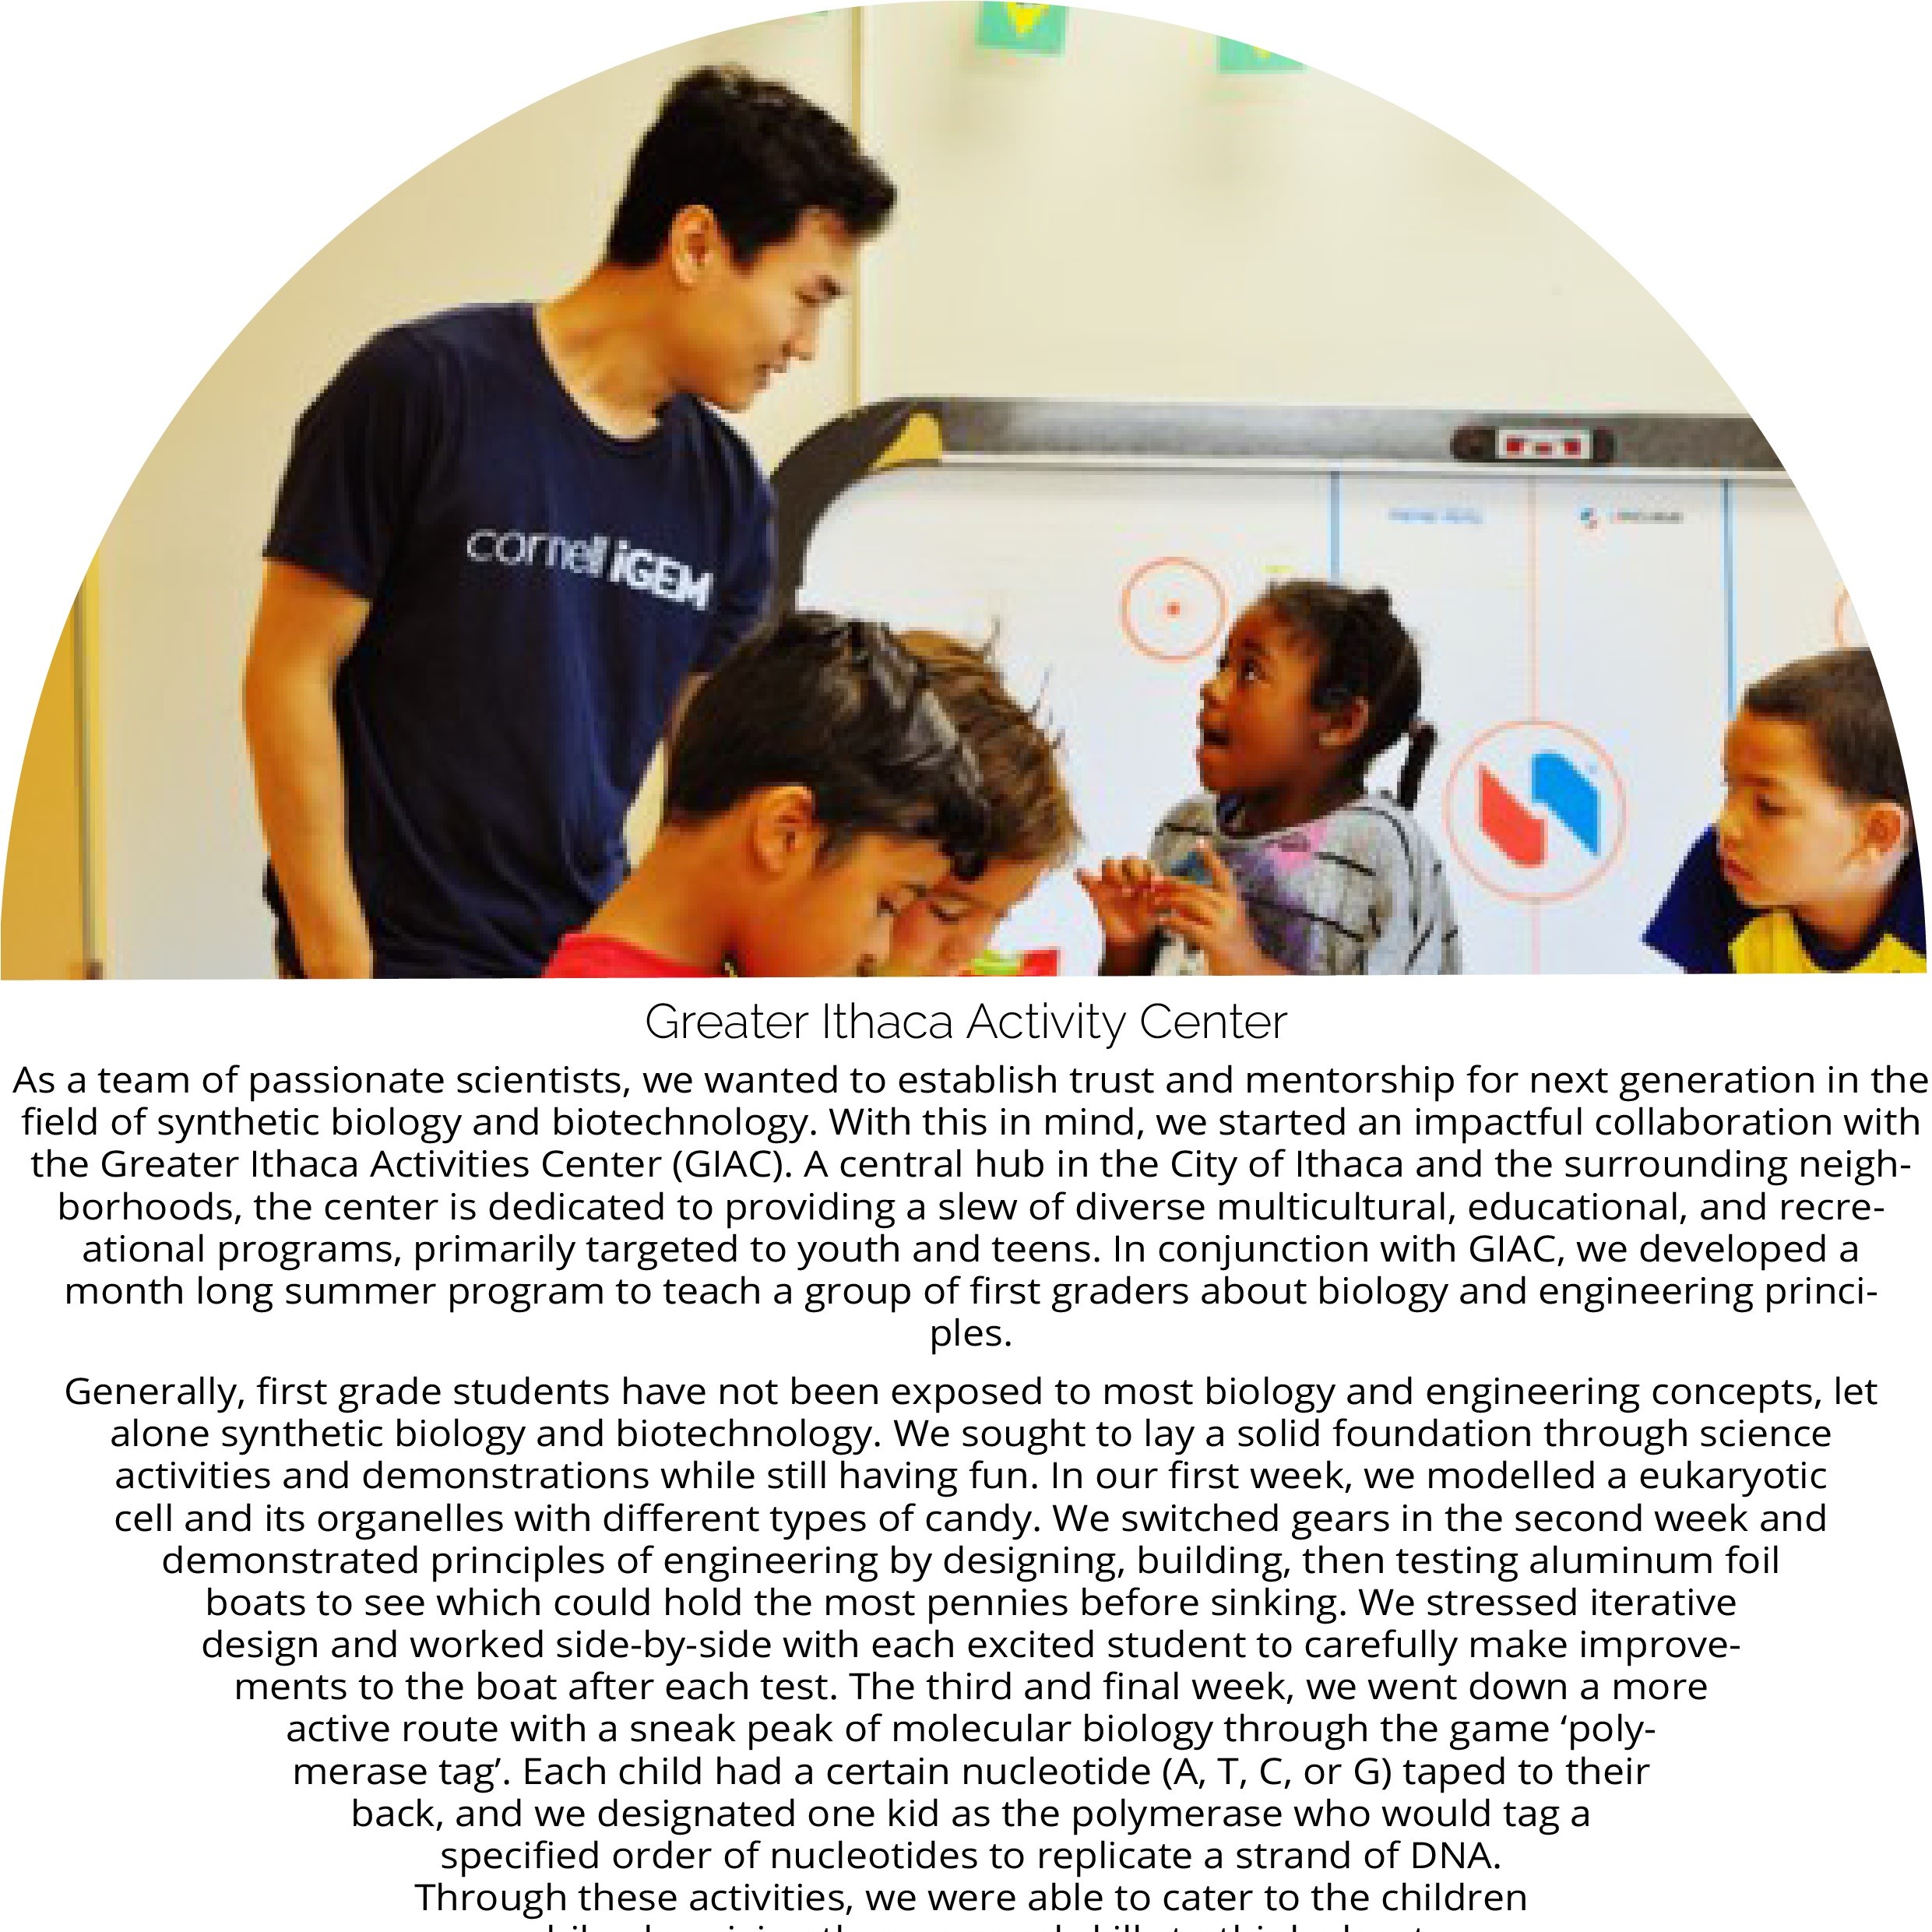 cornell iGEM
Greater Ithaca Activity Center
As a team of passionate scientists, we wanted to establish trust and mentorship for next generation in the
field of synthetic biology and biotechnology. With this in mind, we started an impactful collaboration with
the Greater Ithaca Activities Center (GIAC). A central hub in the City of Ithaca and the surrounding neigh-
borhoods, the center is dedicated to providing a slew of diverse multicultural, educational, and recre-
ational programs, primarily targeted to youth and teens. In conjunction with GIAC, we developed a
month long summer program to teach a group of first graders about biology and engineering princi-
ples.
Generally, first grade students have not been exposed to most biology and engineering concepts, let
alone synthetic biology and biotechnology. We sought to lay a solid foundation through science
activities and demonstrations while still having fun. In our first week, we modelled a eukaryotic
cell and its organelles with different types of candy. We switched gears in the second week and
demonstrated principles of engineering by designing, building, then testing aluminum foil
boats to see which could hold the most pennies before sinking. We stressed iterative
design and worked side-by-side with each excited student to carefully make improve-
ments to the boat after each test. The third and final week, we went down a more
active route with a sneak peak of molecular biology through the game ‘poly-
merase tag’. Each child had a certain nucleotide (A, T, C, or G) taped to their
back, and we designated one kid as the polymerase who would tag a
specified order of nucleotides to replicate a strand of DNA.
Through these activities, we were able to cater to the children